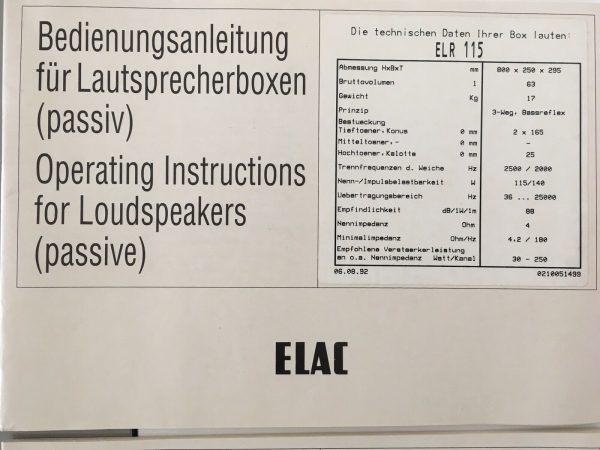 Bedienungsanleitung
für Lautsprecherboxen
(passiv)
Operating Instructions
for Loudspeakers
(passive)
Die technischen Daten Ihrer Box lauten:
ELR 115
Abmessung HxBxT mm 800 x 250 x 295
Bruttovolumen l 63
Gewicht Kg 17
Prinzip 3-Weg, Bassreflex
Bestueckung
Tieftoener,Konus 0 mm 2 x 165
Mitteltoener,- 0 mm -
Hochtoener,Kalotte 0 mm 25
Trennfrequenzen d. Weiche Hz 2500 / 2000
Nenn-/Impulsbelastbarkeit W 115/140
Uebertragungsbereich Hz 36 ... 25000
Empfindlichkeit dB/1W/1m 88
Nennimpedanz Ohm 4
Minimalimpedanz Ohm/Hz 4.2 / 180
Empfohlene Verstaerkerleistung
an o.a. Nennimpedanz Watt/Kanal 30 - 250
06.08.92 0210051499
ELAC